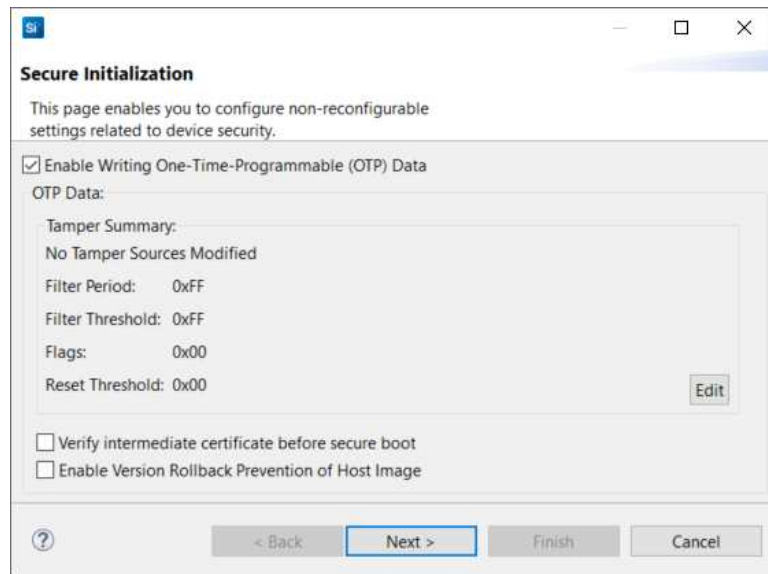 Si
Secure Initialization
This page enables you to configure non-reconfigurable
settings related to device security.
Enable Writing One-Time-Programmable (OTP) Data
OTP Data:
Tamper Summary:
No Tamper Sources Modified
Filter Period: 0xFF
Filter Threshold: 0xFF
Flags: 0x00
Reset Threshold: 0x00
Edit
Verify intermediate certificate before secure boot
Enable Version Rollback Prevention of Host Image
? < Back Next > Finish Cancel